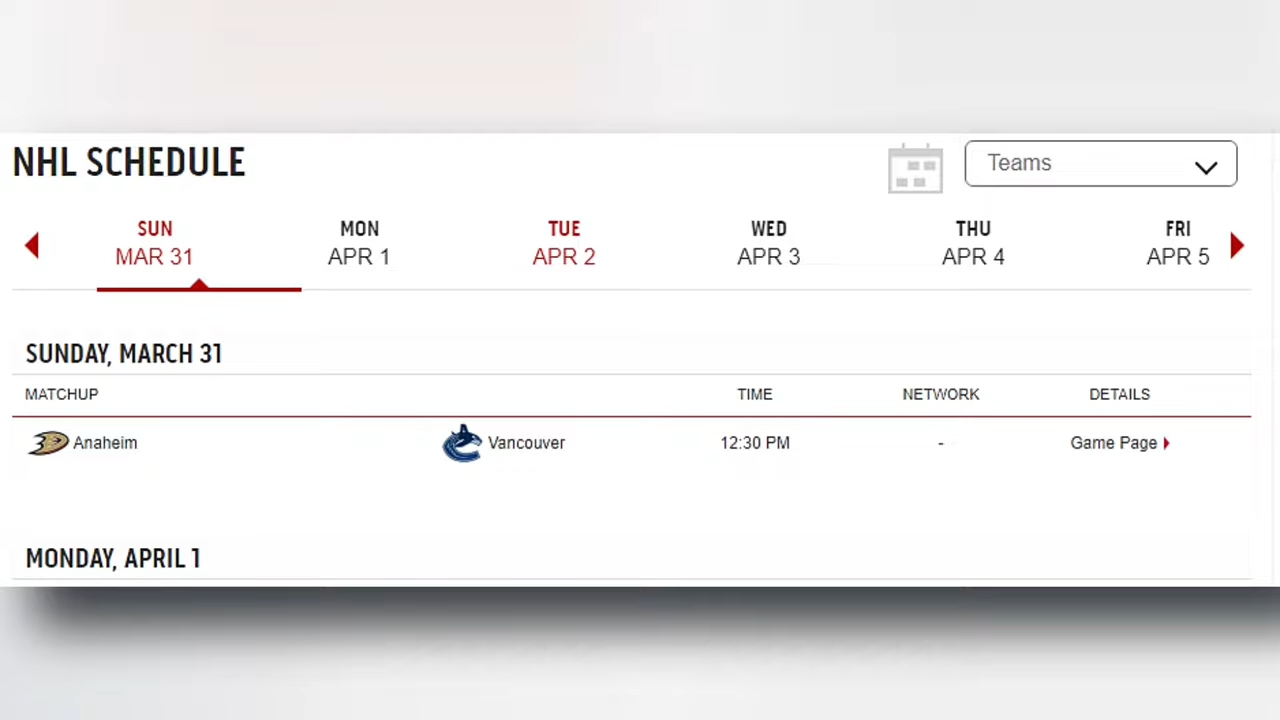 NHL SCHEDULE
Teams
SUN MON TUE WED THU FRI
MAR 31 APR 1 APR 2 APR 3 APR 4 APR 5
SUNDAY, MARCH 31
MATCHUP TIME NETWORK DETAILS
Anaheim Vancouver 12:30 PM - Game Page
MONDAY, APRIL 1